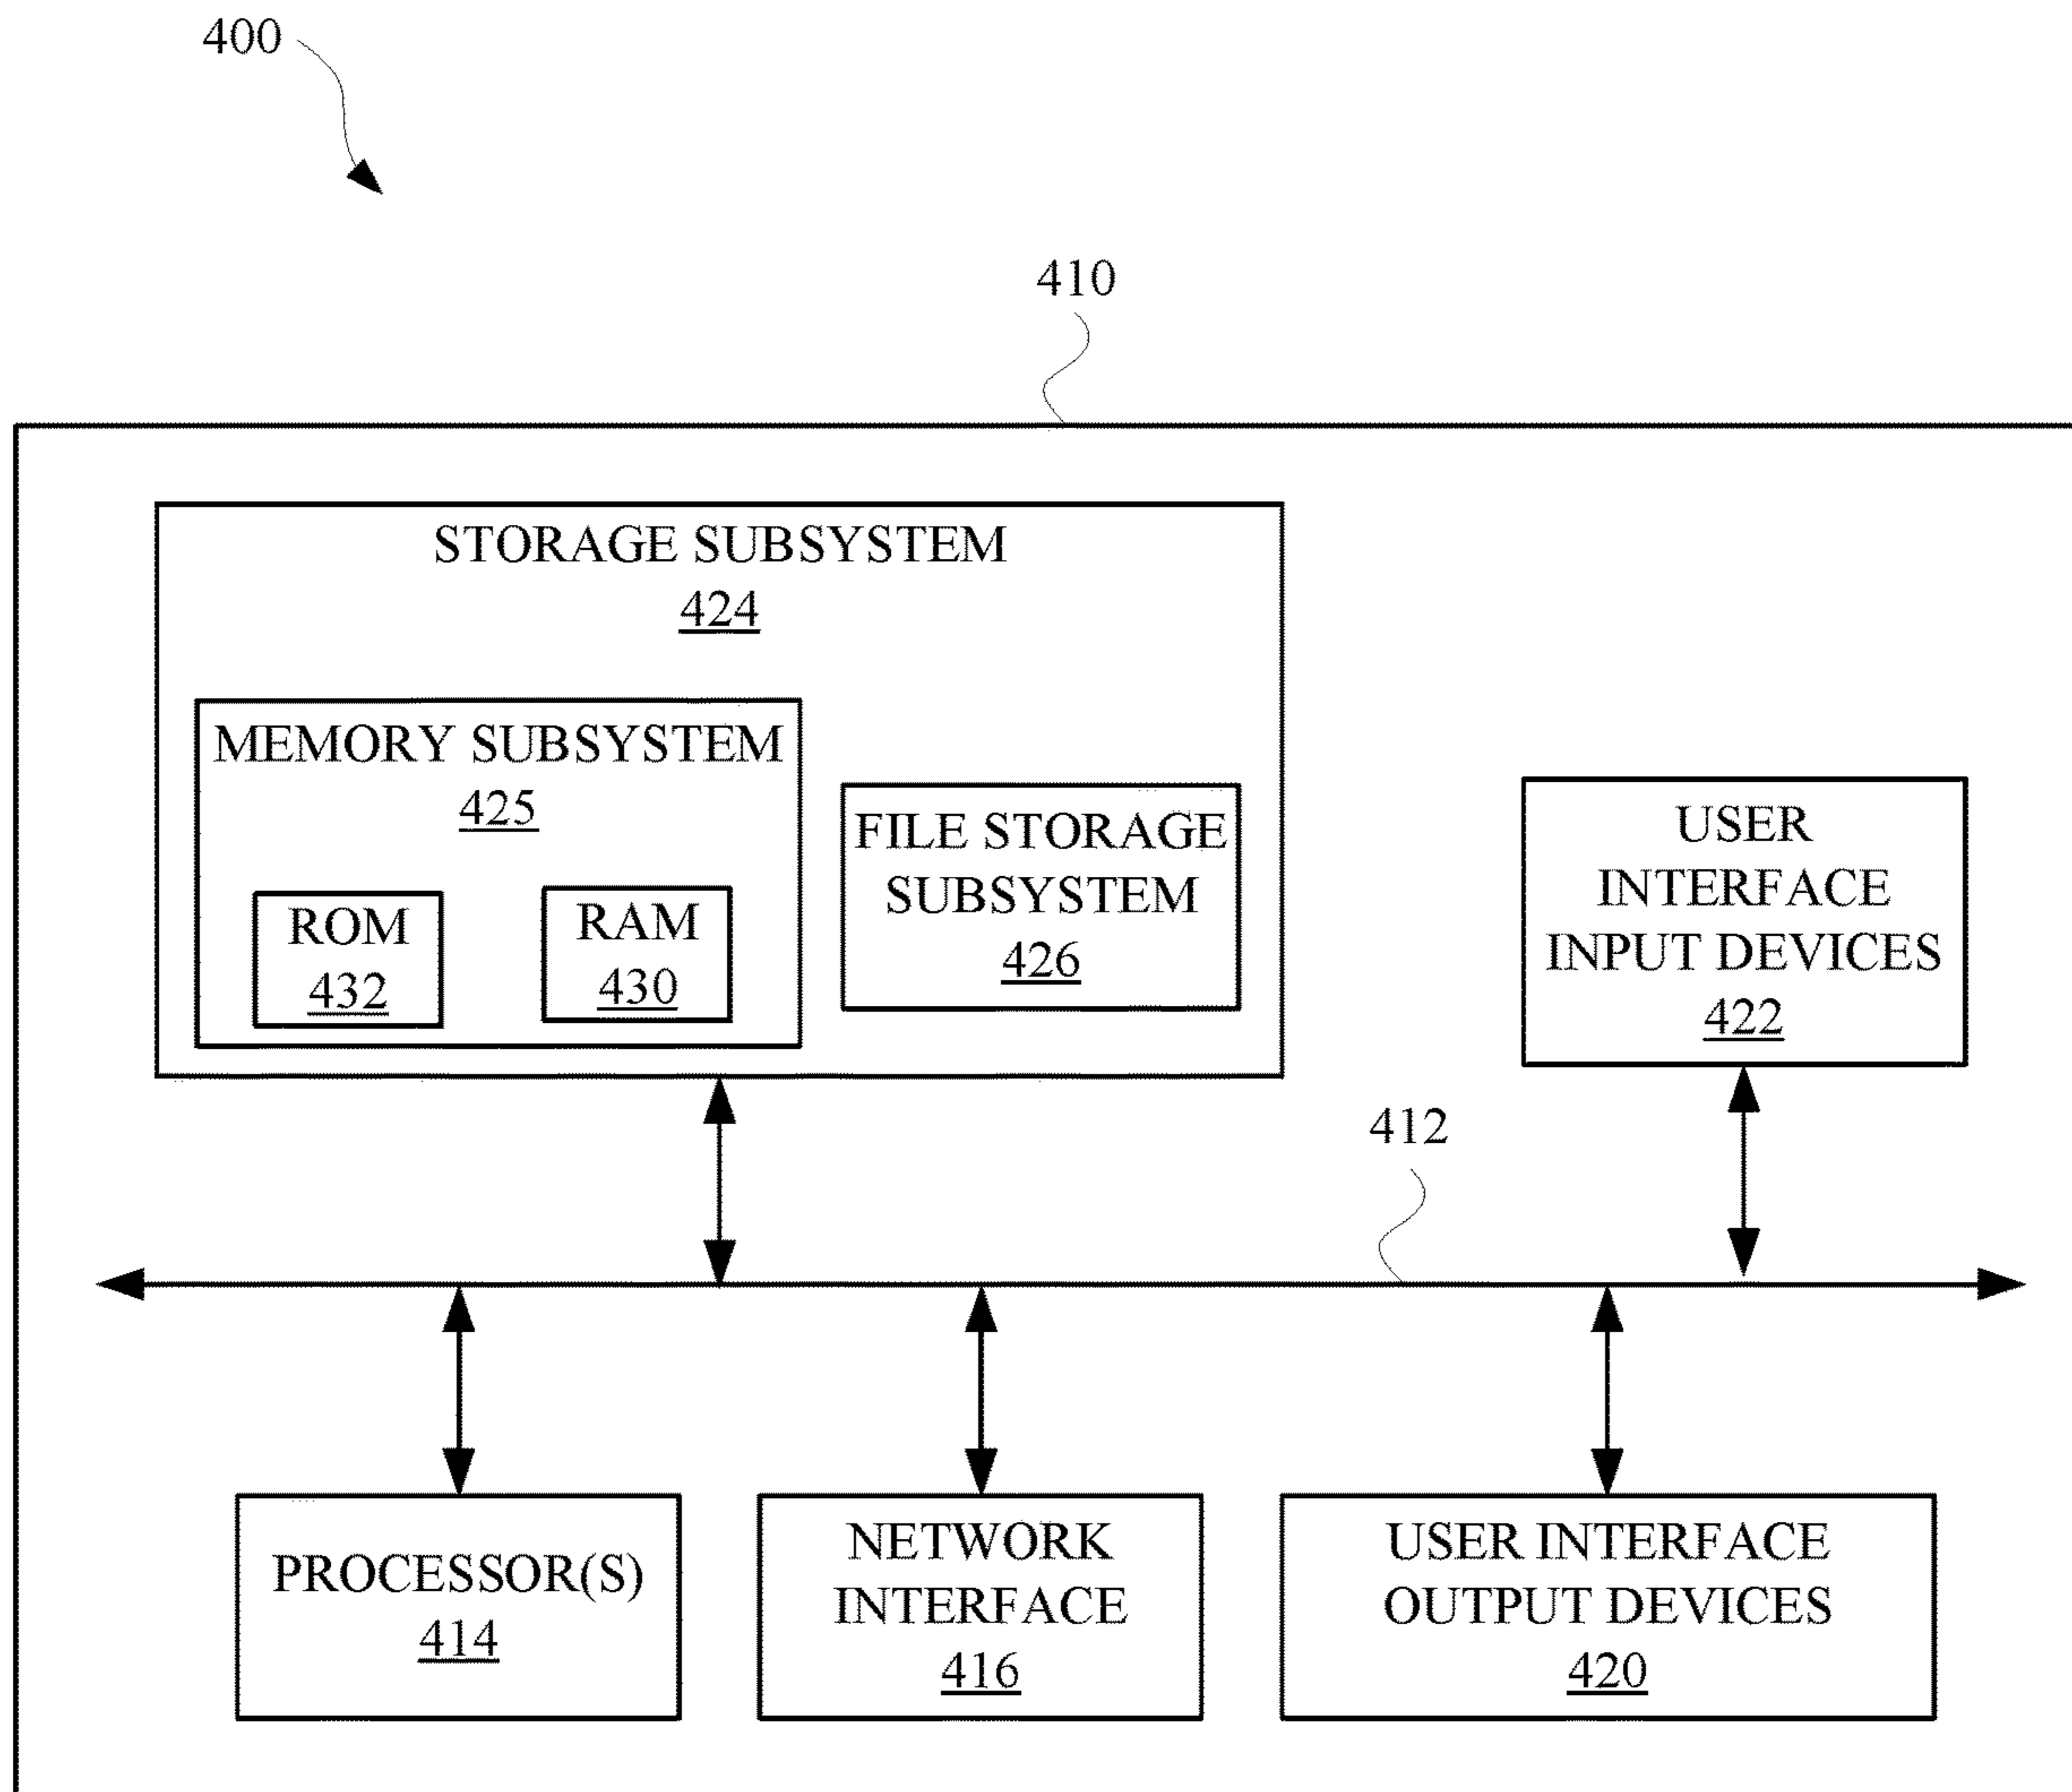 400
410
STORAGE SUBSYSTEM
424
MEMORY SUBSYSTEM
425
ROM
432
RAM
430
FILE STORAGE
SUBSYSTEM
426
USER
INTERFACE
INPUT DEVICES
422
412
PROCESSOR(S)
414
NETWORK
INTERFACE
416
USER INTERFACE
OUTPUT DEVICES
420